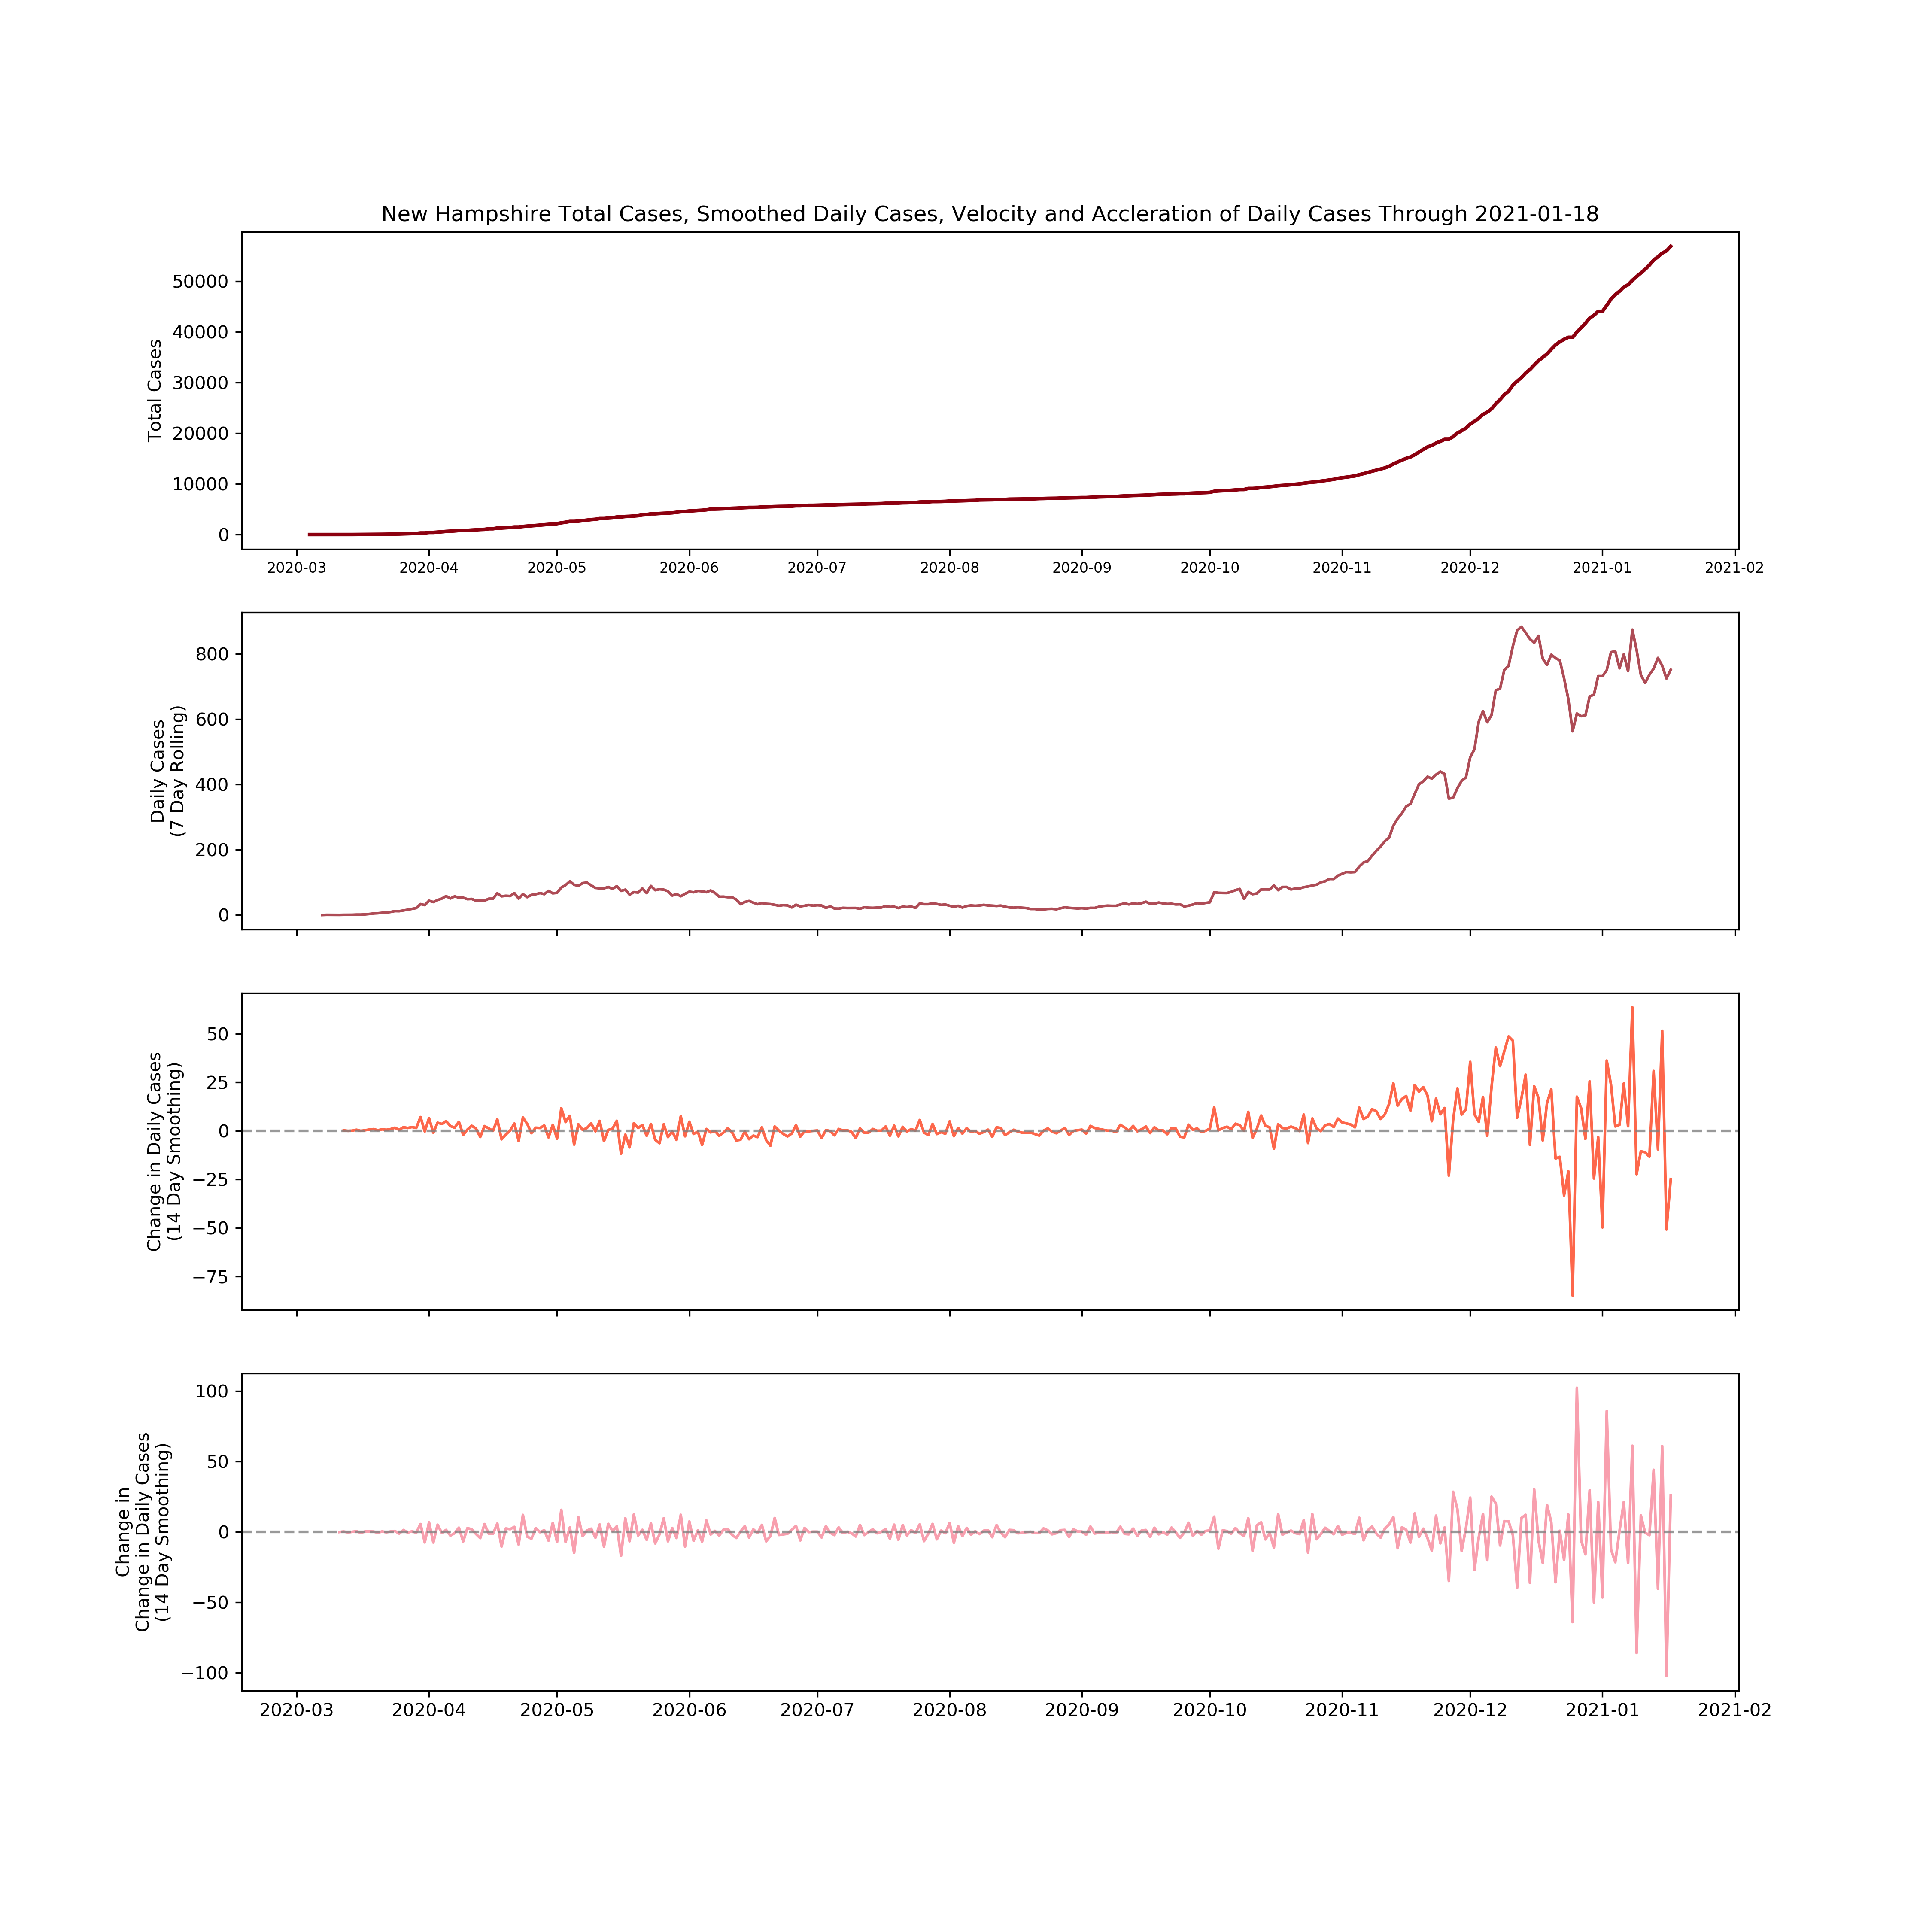 New Hampshire Total Cases, Smoothed Daily Cases, Velocity and Accleration of Daily Cases Through 2021-01-18
Total Cases
50000
40000
30000
20000
10000
0
2020-03 2020-04 2020-05 2020-06 2020-07 2020-08 2020-09 2020-10 2020-11 2020-12 2021-01 2021-02
Daily Cases
(7 Day Rolling)
800
600
400
200
0
Change in Daily Cases
(14 Day Smoothing)
50
25
0
−25
−50
−75
Change in
Change in Daily Cases
(14 Day Smoothing)
100
50
0
−50
−100
2020-03 2020-04 2020-05 2020-06 2020-07 2020-08 2020-09 2020-10 2020-11 2020-12 2021-01 2021-02